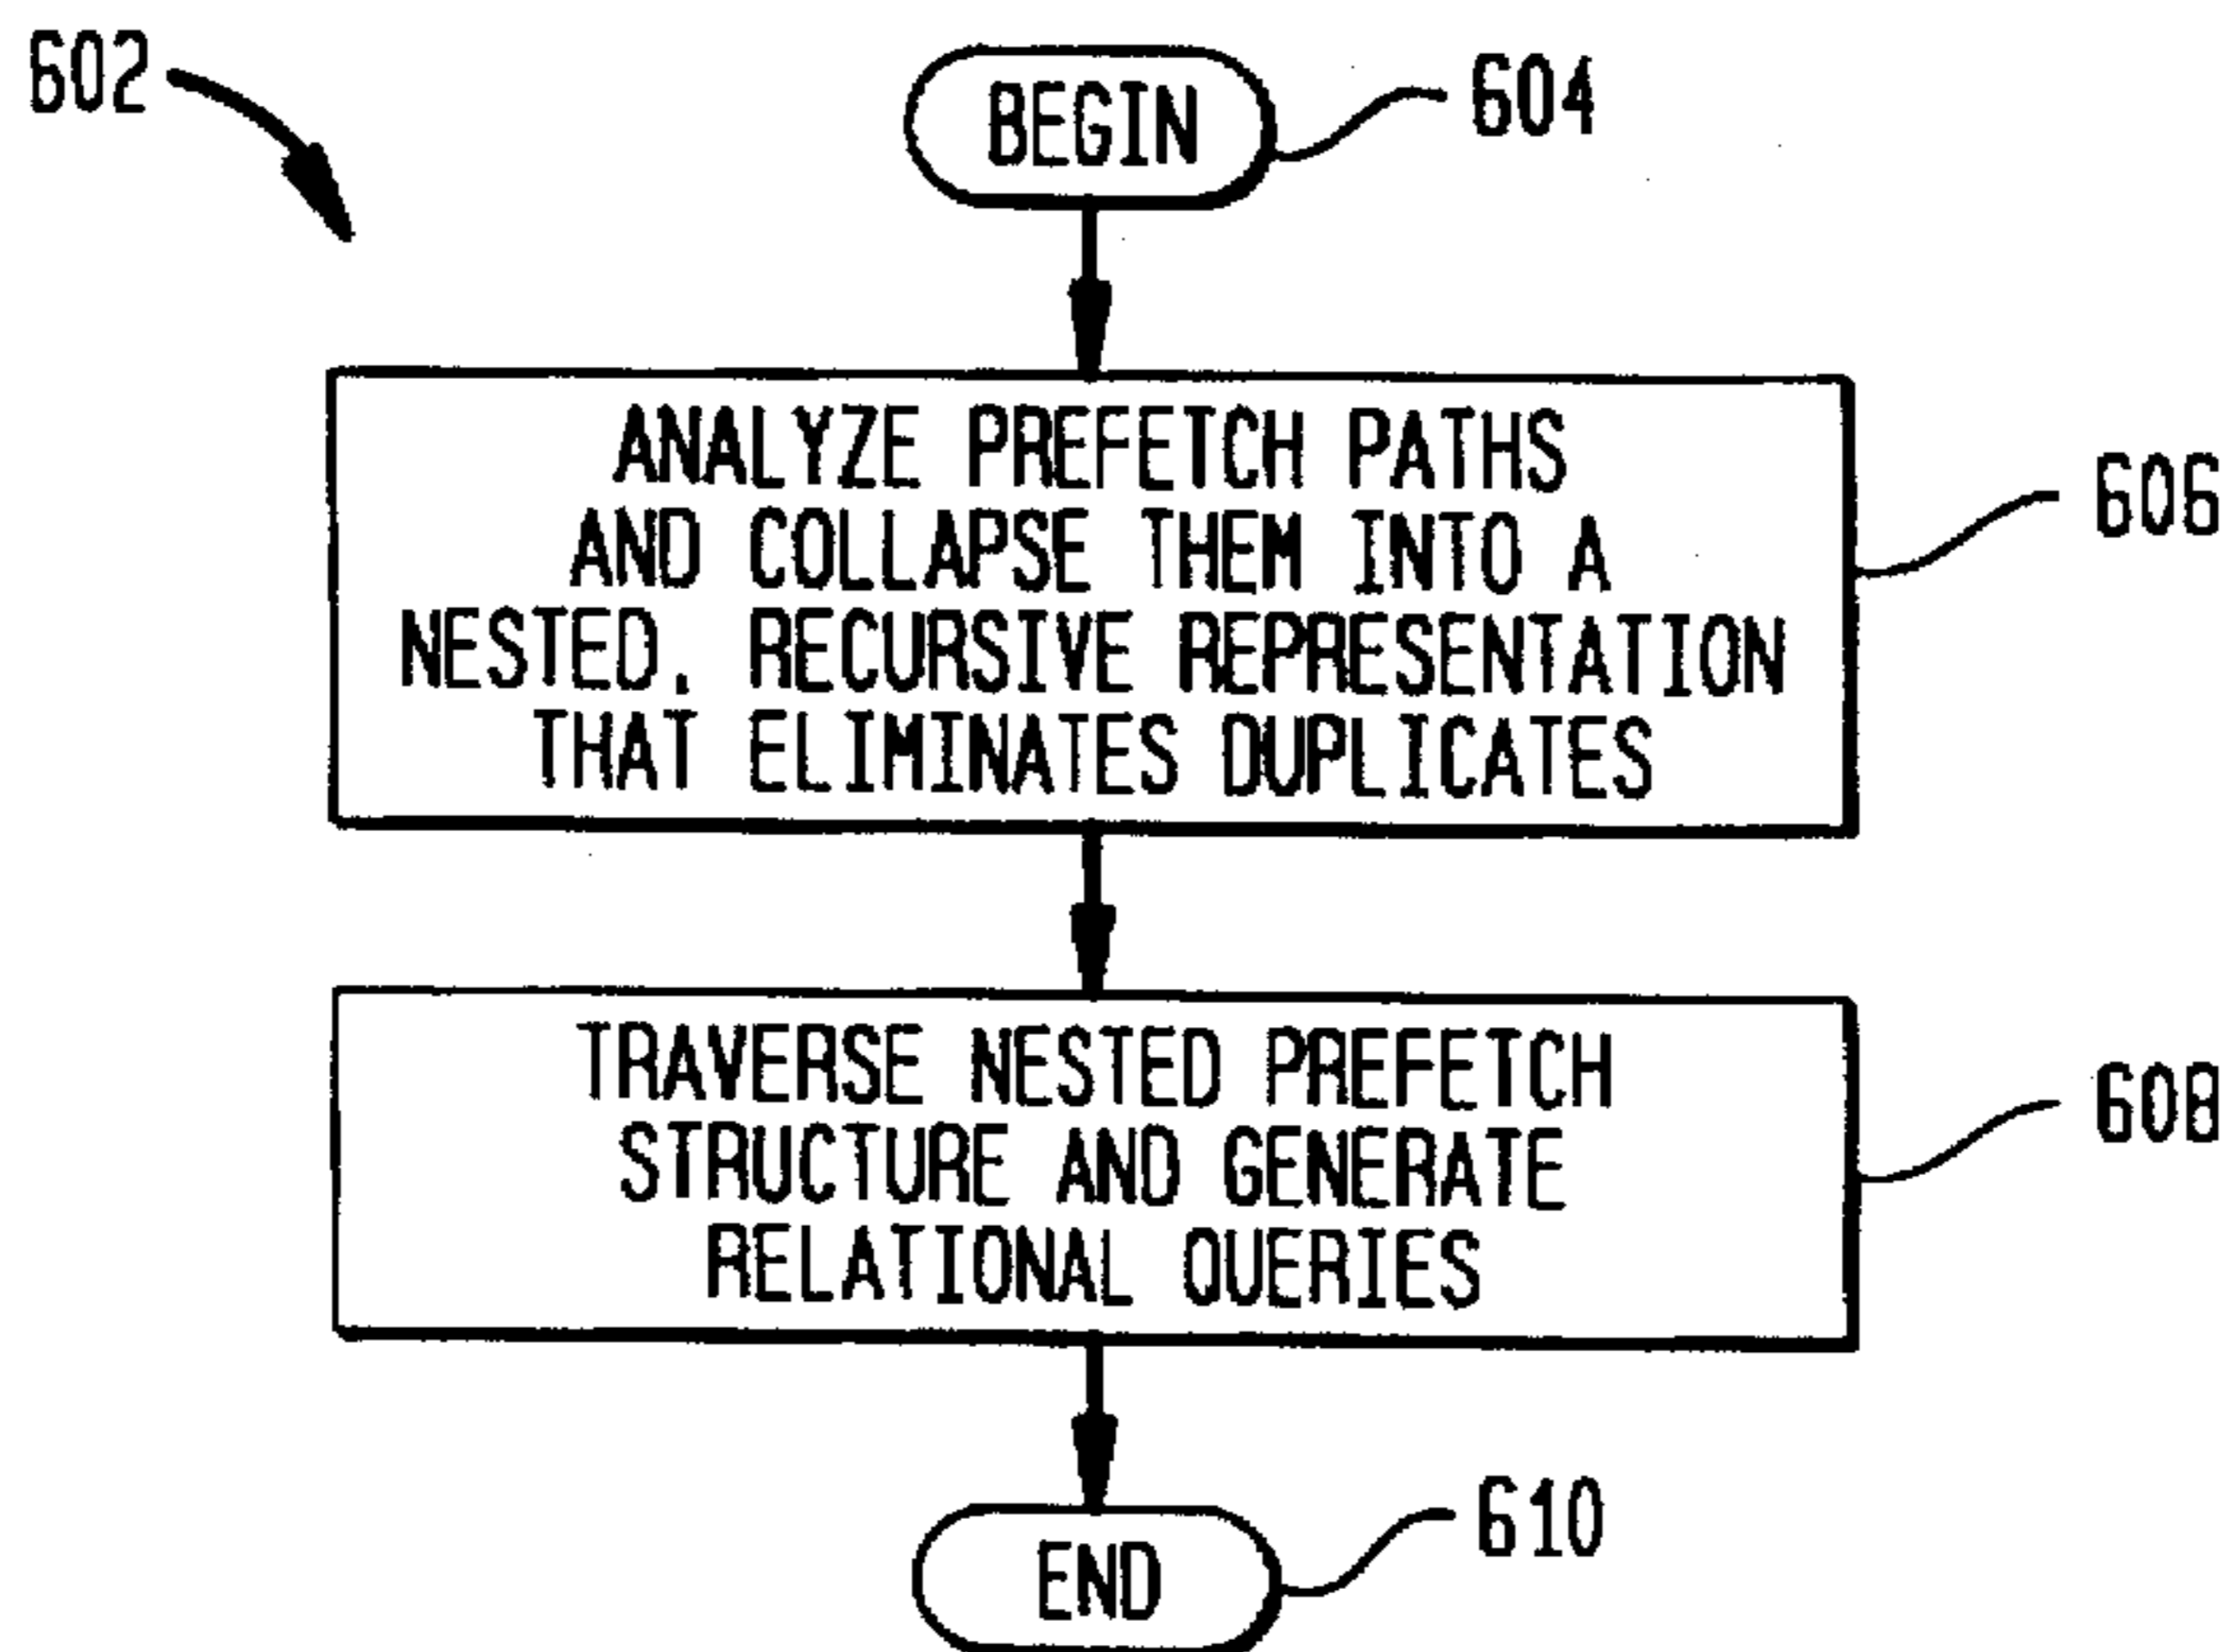 602
BEGIN
604
ANALYZE PREFETCH PATHS
AND COLLAPSE THEM INTO A
NESTED, RECURSIVE REPRESENTATION
THAT ELIMINATES DUPLICATES
606
TRAVERSE NESTED PREFETCH
STRUCTURE AND GENERATE
RELATIONAL QUERIES
608
END
610